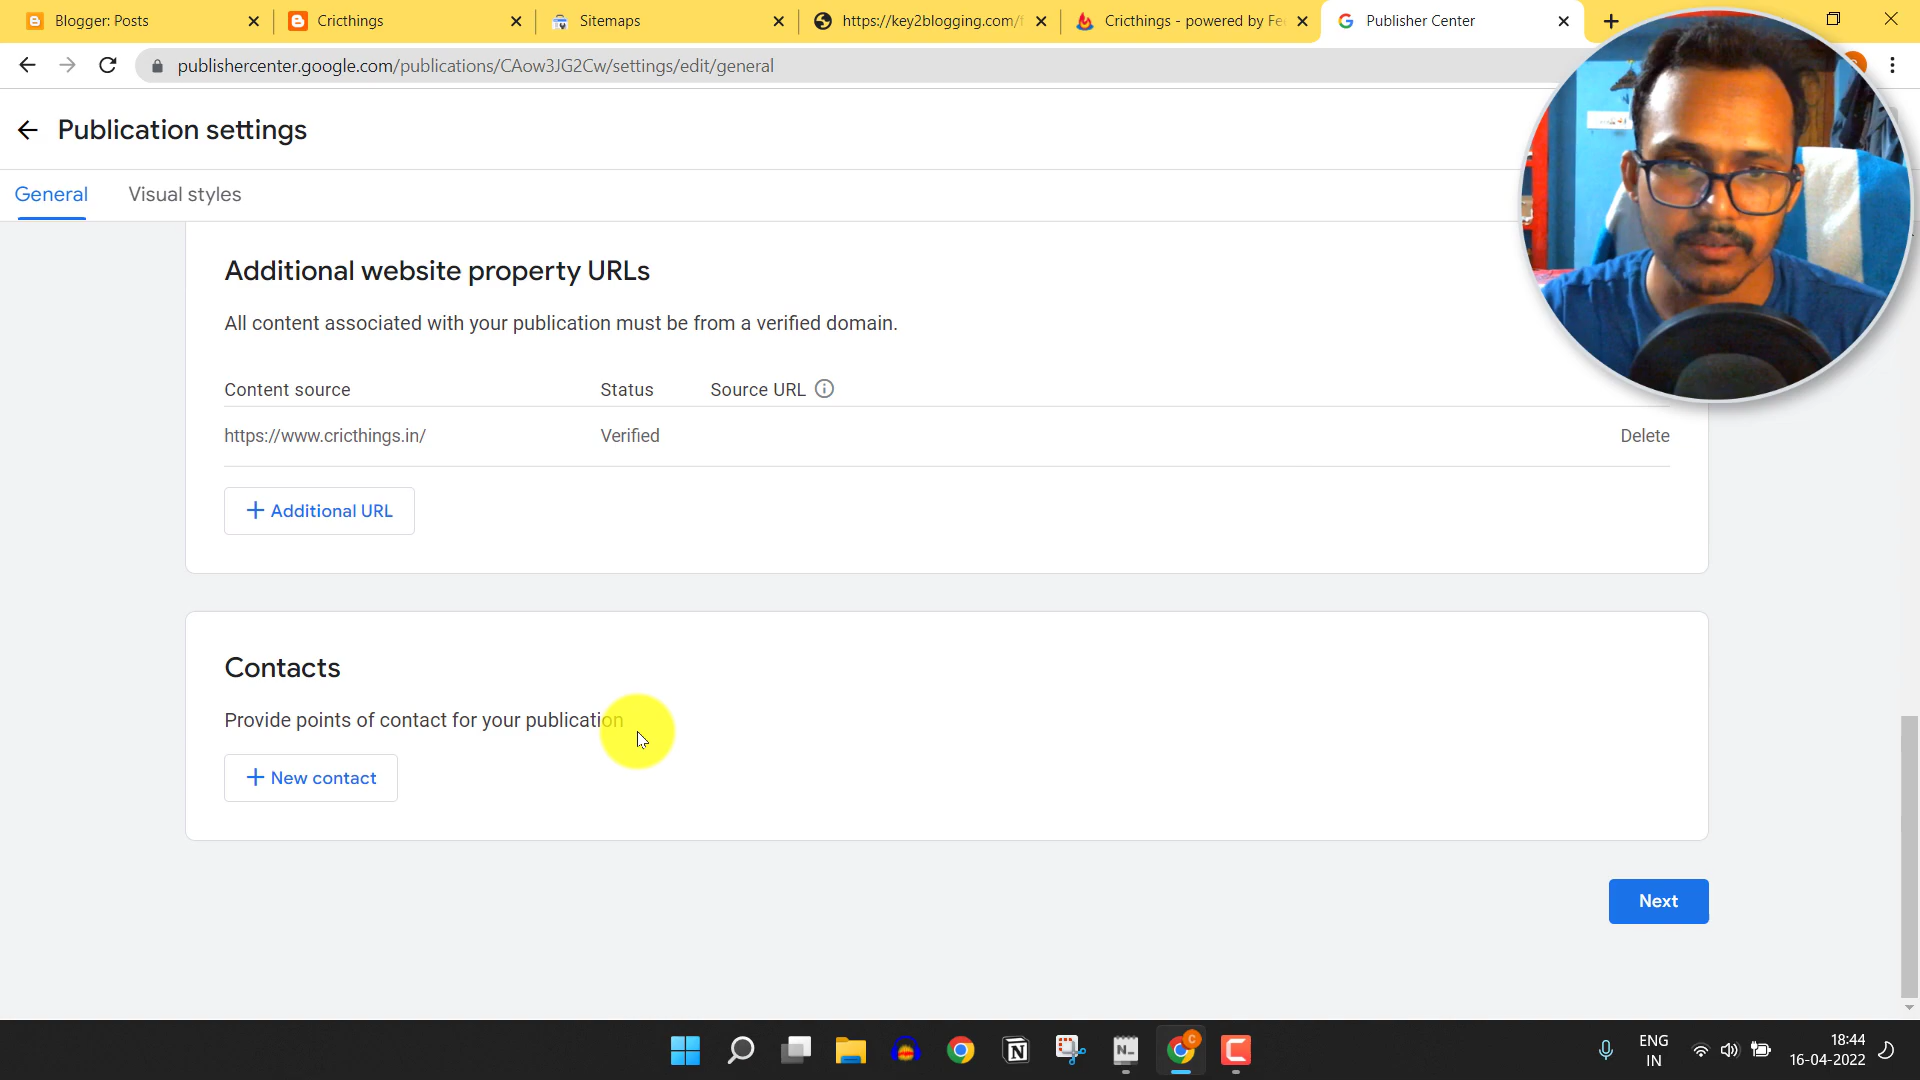 Blogger: Posts
Cricthings
Sitemaps
https://key2blogging.com/f
Cricthings - powered by Fe
Publisher Center
publishercenter.google.com/publications/CAow3JG2Cw/settings/edit/general
Publication settings
General
Visual styles
Additional website property URLs
All content associated with your publication must be from a verified domain.
Content source Status Source URL
https://www.cricthings.in/ Verified Delete
+ Additional URL
Contacts
Provide points of contact for your publication
+ New contact
Next
ENG
IN
18:44
16-04-2022